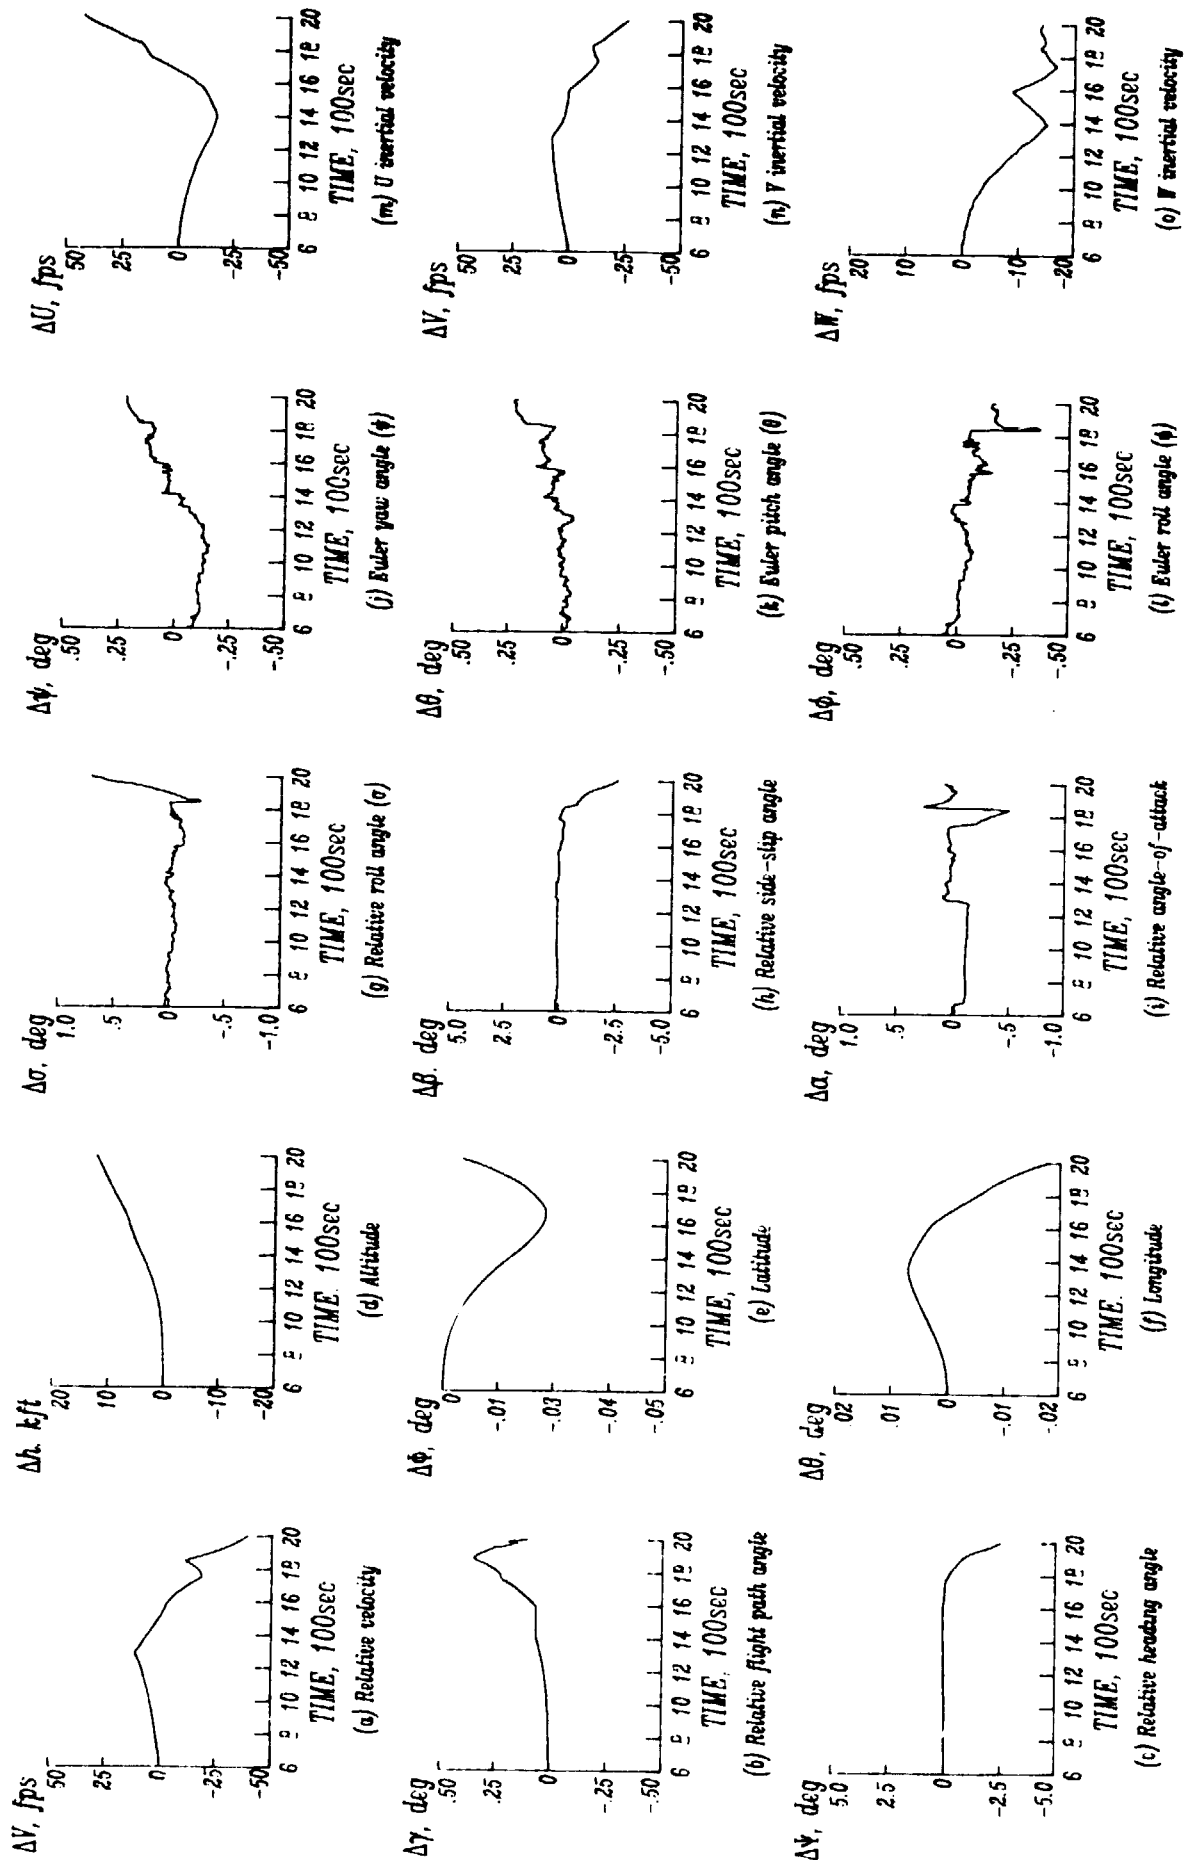 ΔV, fps
50
25
0
-25
-50
6 8 10 12 14 16 18 20
TIME, 100sec
(a) Relative velocity
Δγ, deg
.50
.25
0
-.25
-.50
6 8 10 12 14 16 18 20
TIME, 100sec
(b) Relative flight path angle
ΔΨ, deg
5.0
2.5
0
-2.5
-5.0
6 8 10 12 14 16 18 20
TIME, 100sec
(c) Relative heading angle
Δh, kft
20
10
0
-10
-20
6 8 10 12 14 16 18 20
TIME, 100sec
(d) Altitude
ΔΦ, deg
0
-.01
-.03
-.04
-.05
6 8 10 12 14 16 18 20
TIME, 100sec
(e) Latitude
Δθ, deg
.02
.01
0
-.01
-.02
6 8 10 12 14 16 18 20
TIME, 100sec
(f) Longitude
Δσ, deg
1.0
.5
0
-.5
-1.0
6 8 10 12 14 16 18 20
TIME, 100sec
(g) Relative roll angle (σ)
Δβ, deg
5.0
2.5
0
-2.5
-5.0
6 8 10 12 14 16 18 20
TIME, 100sec
(h) Relative side-slip angle
Δα, deg
1.0
.5
0
-.5
-1.0
6 8 10 12 14 16 18 20
TIME, 100sec
(i) Relative angle-of-attack
Δψ, deg
.50
.25
0
-.25
-.50
6 8 10 12 14 16 18 20
TIME, 100sec
(j) Euler yaw angle (ψ)
Δθ, deg
.50
.25
0
-.25
-.50
6 8 10 12 14 16 18 20
TIME, 100sec
(k) Euler pitch angle (θ)
Δϕ, deg
.50
.25
0
-.25
-.50
6 8 10 12 14 16 18 20
TIME, 100sec
(l) Euler roll angle (ϕ)
ΔU, fps
50
25
0
-25
-50
6 8 10 12 14 16 18 20
TIME, 100sec
(m) U inertial velocity
ΔV, fps
50
25
0
-25
-50
6 8 10 12 14 16 18 20
TIME, 100sec
(n) V inertial velocity
ΔW, fps
20
10
0
-10
-20
6 8 10 12 14 16 18 20
TIME, 100sec
(o) W inertial velocity